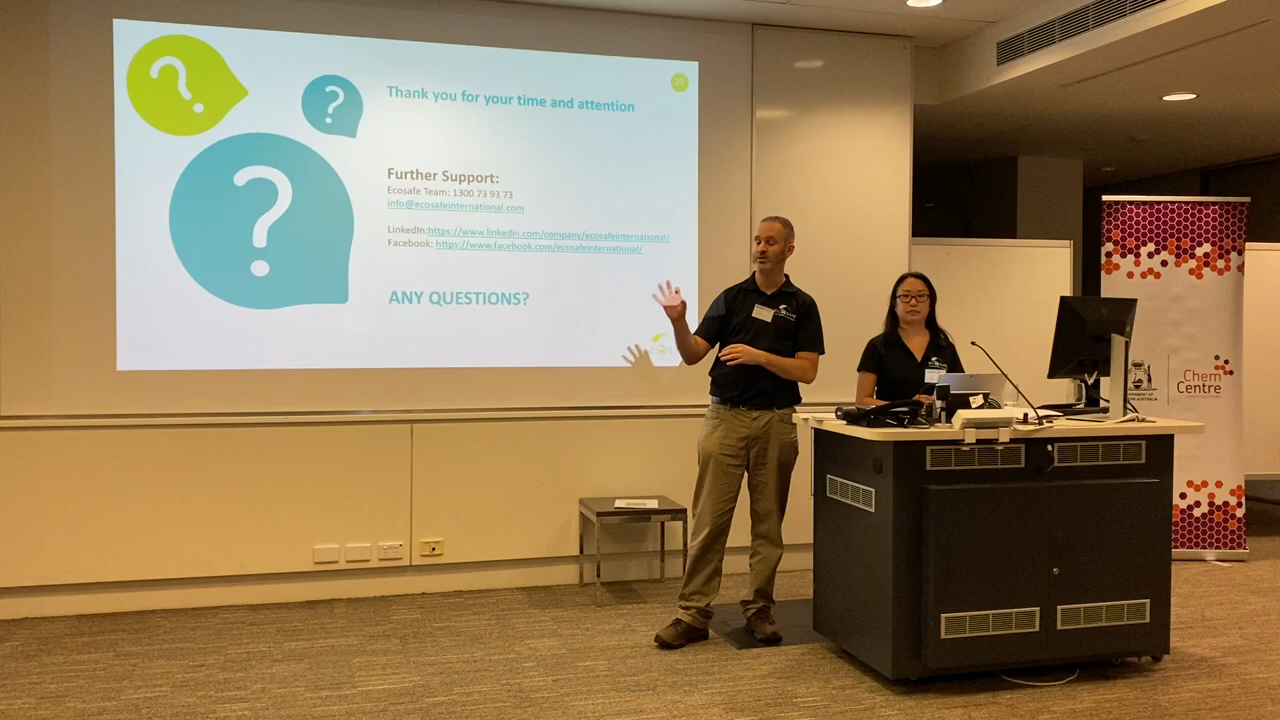 22
Thank you for your time and attention
Further Support:
Ecosafe Team: 1300 73 93 73
info@ecosafeinternational.com
LinkedIn:https://www.linkedin.com/company/ecosafeinternational/
Facebook: https://www.facebook.com/ecosafeinternational/
ANY QUESTIONS?
?
?
?
Chem
Centre